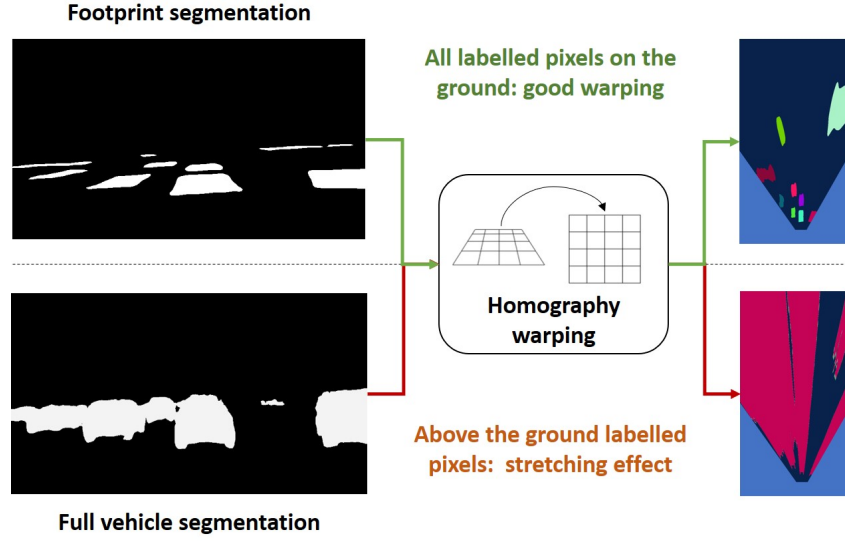 Footprint segmentation
All labelled pixels on the
ground: good warping
Homography
warping
Above the ground labelled
pixels: stretching effect
Full vehicle segmentation